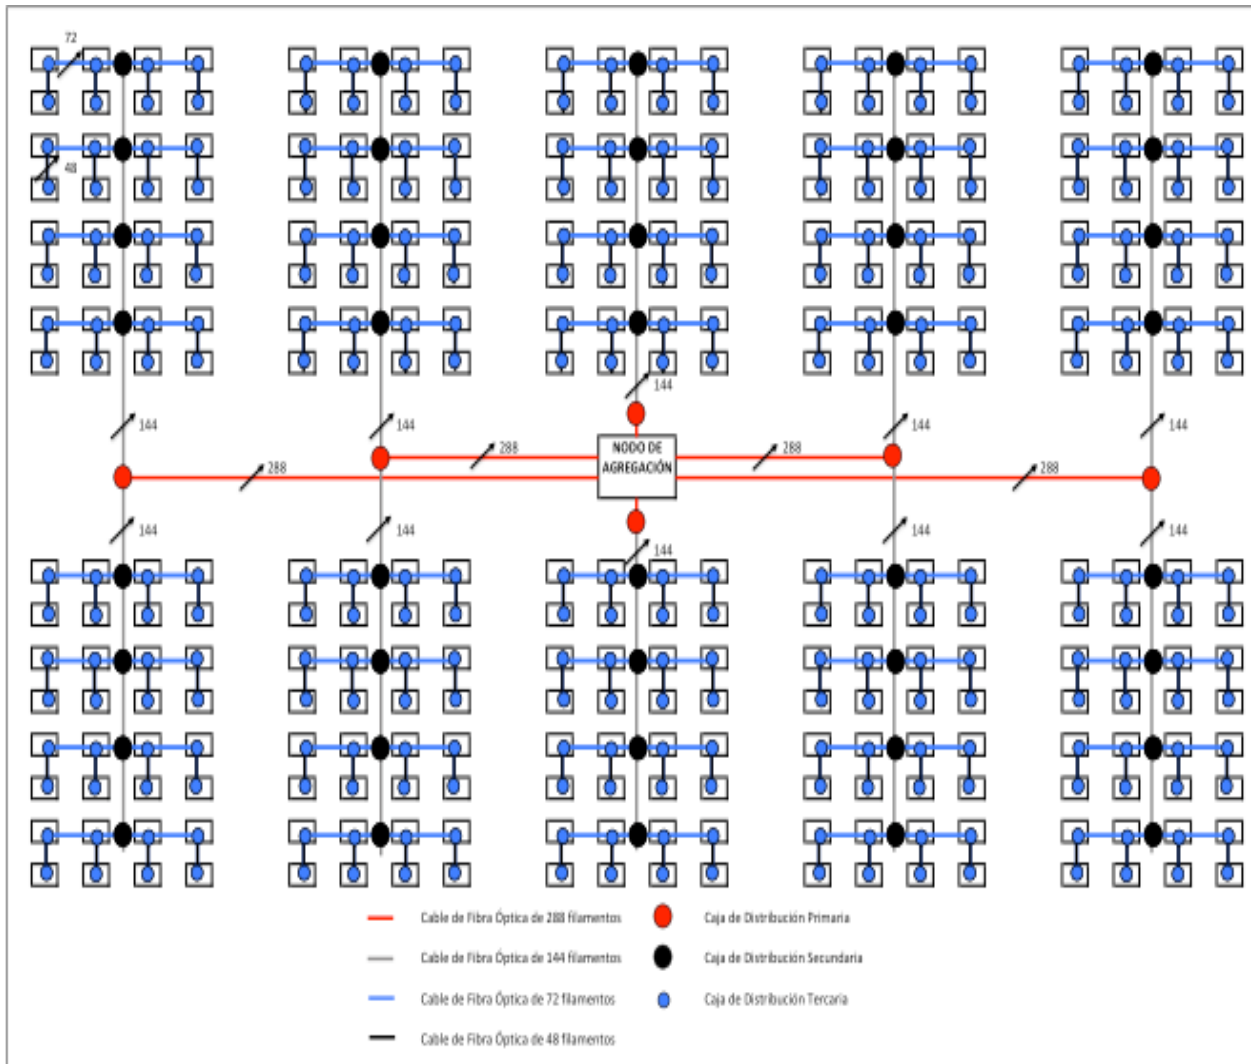 72
48
144
144
144
144
144
NODO DE
AGREGACIÓN
288
288
288
288
144
144
144
144
144
Cable de Fibra Óptica de 288 filamentos
Caja de Distribución Primaria
Cable de Fibra Óptica de 144 filamentos
Caja de Distribución Secundaria
Cable de Fibra Óptica de 72 filamentos
Caja de Distribución Tercaria
Cable de Fibra Óptica de 48 filamentos